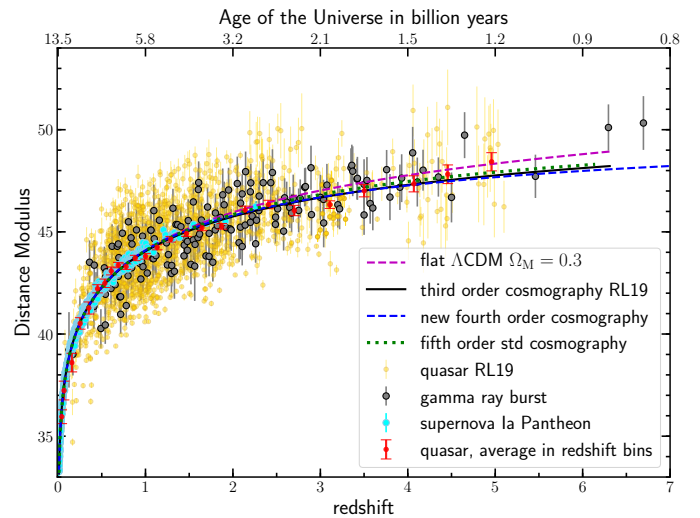 Age of the Universe in billion years
13.5 5.8 3.2 2.1 1.5 1.2 0.9 0.8
50
45
40
35
Distance Modulus
flat ΛCDM Ω_M = 0.3
third order cosmography RL19
new fourth order cosmography
fifth order std cosmography
quasar RL19
gamma ray burst
supernova Ia Pantheon
quasar, average in redshift bins
0 1 2 3 4 5 6 7
redshift